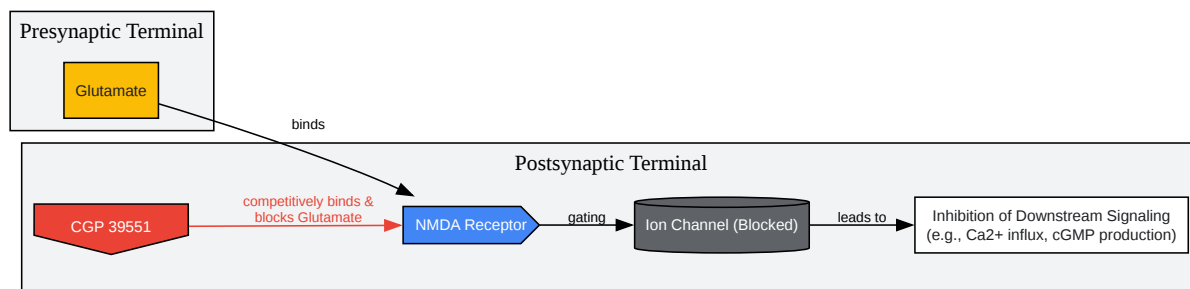 Presynaptic Terminal
Glutamate
binds
Postsynaptic Terminal
CGP 39551
competitively binds &
blocks Glutamate
NMDA Receptor
gating
Ion Channel (Blocked)
leads to
Inhibition of Downstream Signaling
(e.g., Ca2+ influx, cGMP production)